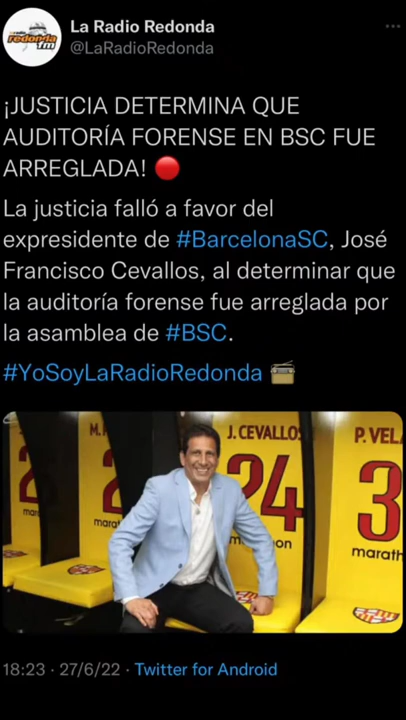 La Radio Redonda
@LaRadioRedonda
redonda
fm
¡JUSTICIA DETERMINA QUE
AUDITORÍA FORENSE EN BSC FUE
ARREGLADA! 🔴
La justicia falló a favor del
expresidente de #BarcelonaSC, José
Francisco Cevallos, al determinar que
la auditoría forense fue arreglada por
la asamblea de #BSC.
#YoSoyLaRadioRedonda 📻
J. CEVALLOS
24
P. VEL
3
marath
18:23 · 27/6/22 · Twitter for Android